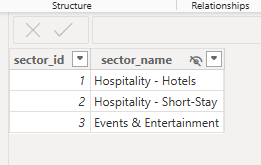 Structure
Relationships
sector_id sector_name
1 Hospitality - Hotels
2 Hospitality - Short-Stay
3 Events & Entertainment